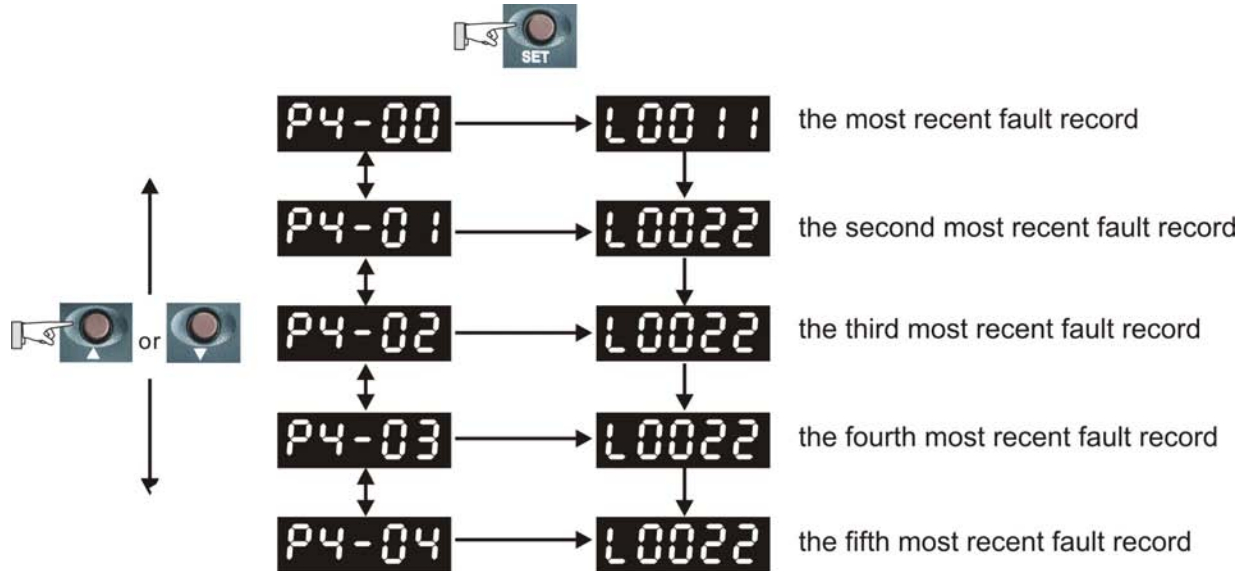 SET
P4-00 L0011 the most recent fault record
P4-01 L0022 the second most recent fault record
or
P4-02 L0022 the third most recent fault record
P4-03 L0022 the fourth most recent fault record
P4-04 L0022 the fifth most recent fault record